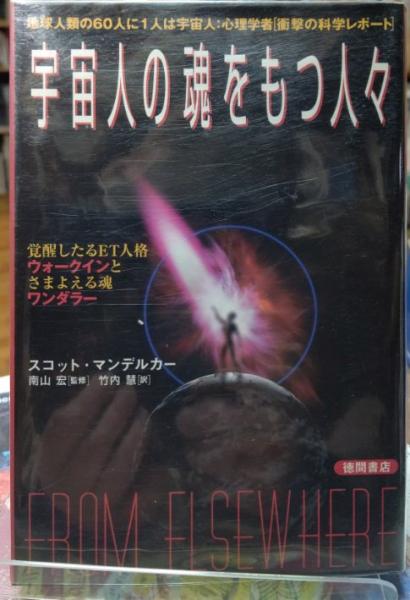 地球人類の60人に1人は宇宙人:心理学者[衝撃の科学レポート]
宇宙人の魂をもつ人々
覚醒したるET人格
ウォークインと
さまよえる魂
ワンダラー
スコット・マンデルカー
南山 宏[監修] 竹内 慧[訳]
徳間書店
FROM ELSEWHERE